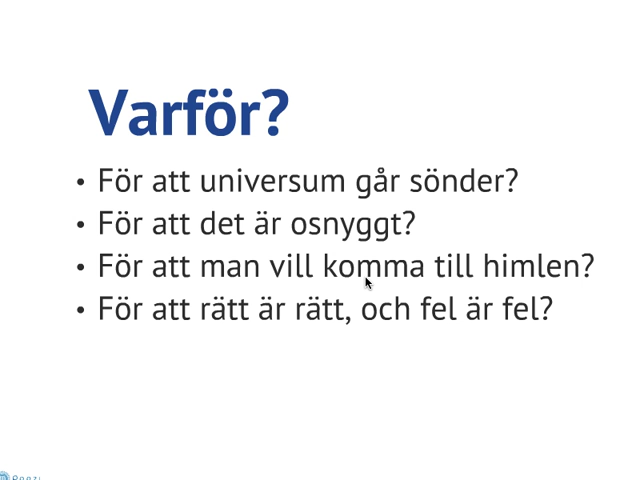 Varför?
• För att universum går sönder?
• För att det är osnyggt?
• För att man vill komma till himlen?
• För att rätt är rätt, och fel är fel?